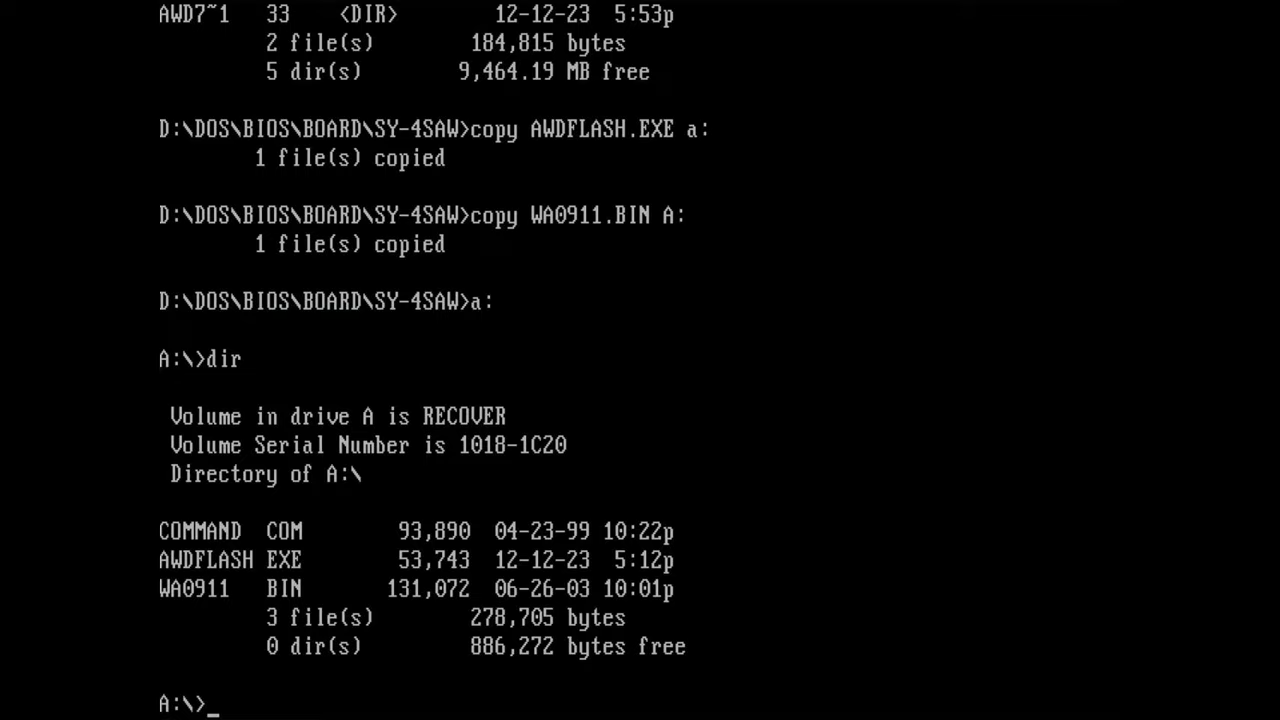 AWD7~1   33    <DIR>        12-12-23  5:53p
         2 file(s)        184,815 bytes
         5 dir(s)        9,464.19 MB free
D:\DOS\BIOS\BOARD\SY-4SAW>copy AWDFLASH.EXE a:
        1 file(s) copied
D:\DOS\BIOS\BOARD\SY-4SAW>copy WA0911.BIN A:
        1 file(s) copied
D:\DOS\BIOS\BOARD\SY-4SAW>a:
A:\>dir
 Volume in drive A is RECOVER
 Volume Serial Number is 1018-1C20
 Directory of A:\
COMMAND  COM        93,890  04-23-99 10:22p
AWDFLASH EXE        53,743  12-12-23  5:12p
WA0911   BIN       131,072  06-26-03 10:01p
         3 file(s)        278,705 bytes
         0 dir(s)         886,272 bytes free
A:\>_